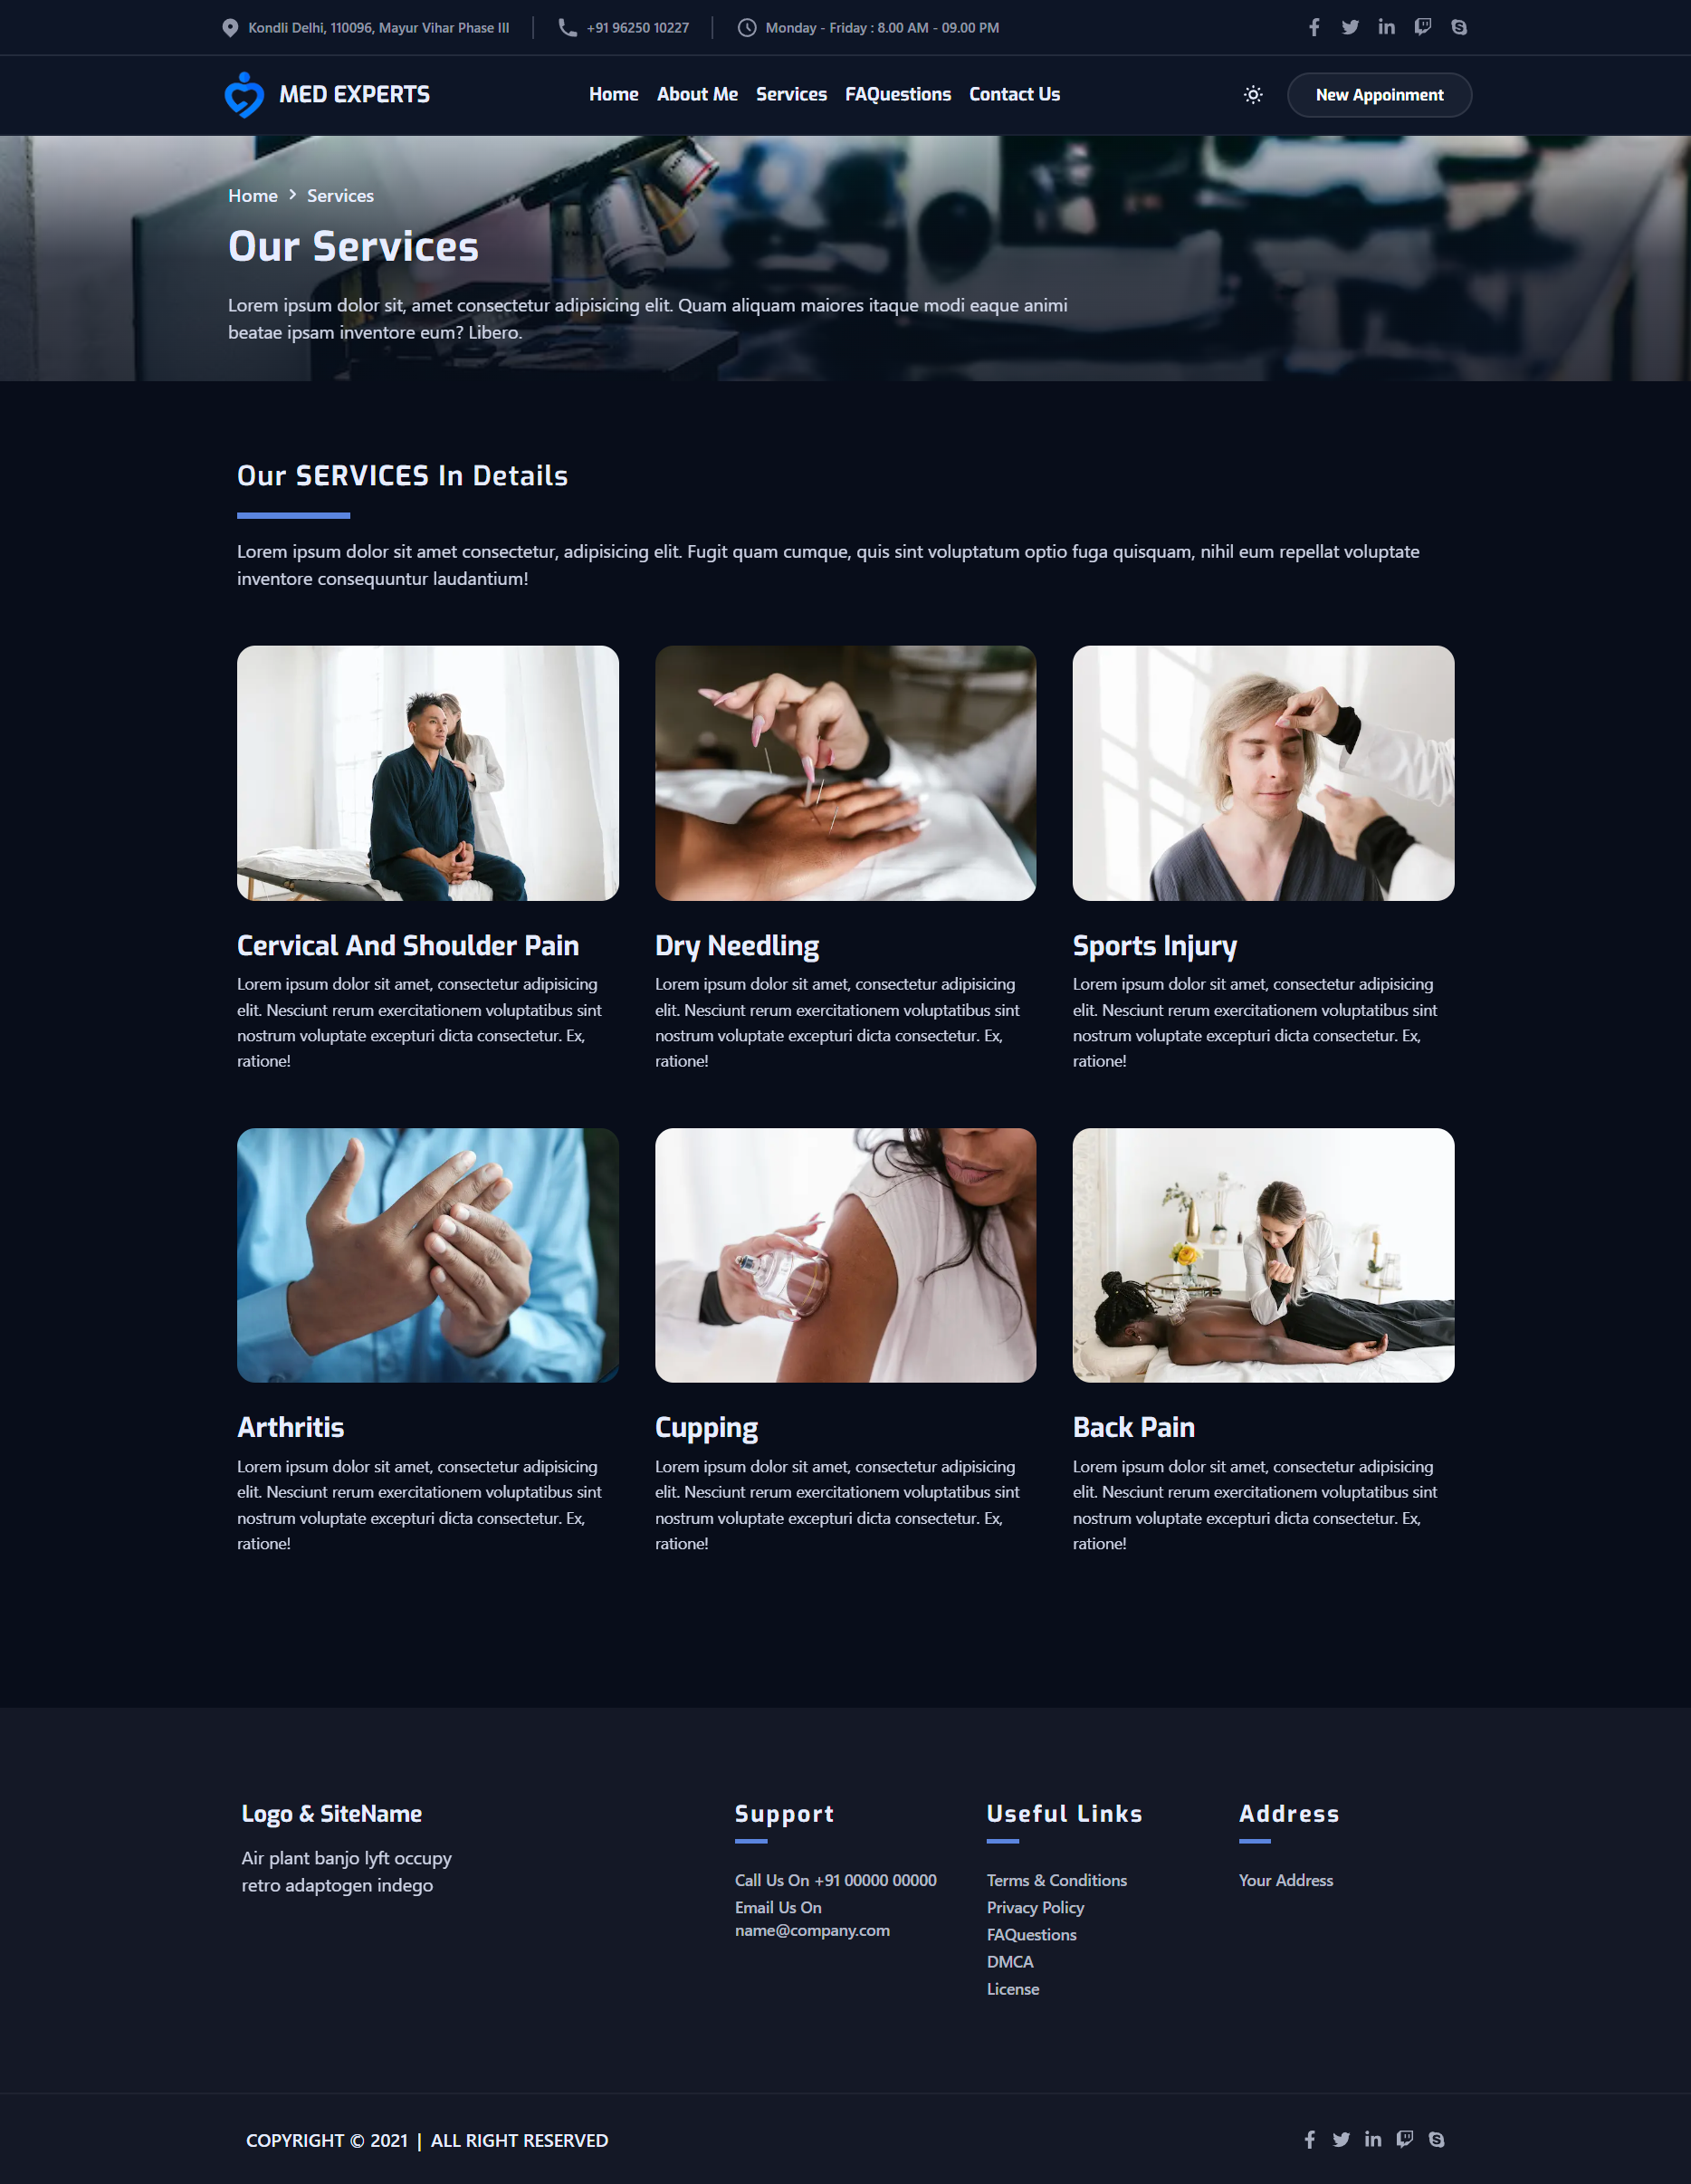 Kondli Delhi, 110096, Mayur Vihar Phase III
+91 96250 10227
Monday - Friday : 8.00 AM - 09.00 PM
MED EXPERTS
Home
About Me
Services
FAQuestions
Contact Us
New Appoinment
Home
Services
Our Services
Lorem ipsum dolor sit, amet consectetur adipisicing elit. Quam aliquam maiores itaque modi eaque animi
beatae ipsam inventore eum? Libero.
Our SERVICES In Details
Lorem ipsum dolor sit amet consectetur, adipisicing elit. Fugit quam cumque, quis sint voluptatum optio fuga quisquam, nihil eum repellat voluptate
inventore consequuntur laudantium!
Cervical And Shoulder Pain
Lorem ipsum dolor sit amet, consectetur adipisicing
elit. Nesciunt rerum exercitationem voluptatibus sint
nostrum voluptate excepturi dicta consectetur. Ex,
ratione!
Dry Needling
Lorem ipsum dolor sit amet, consectetur adipisicing
elit. Nesciunt rerum exercitationem voluptatibus sint
nostrum voluptate excepturi dicta consectetur. Ex,
ratione!
Sports Injury
Lorem ipsum dolor sit amet, consectetur adipisicing
elit. Nesciunt rerum exercitationem voluptatibus sint
nostrum voluptate excepturi dicta consectetur. Ex,
ratione!
Arthritis
Lorem ipsum dolor sit amet, consectetur adipisicing
elit. Nesciunt rerum exercitationem voluptatibus sint
nostrum voluptate excepturi dicta consectetur. Ex,
ratione!
Cupping
Lorem ipsum dolor sit amet, consectetur adipisicing
elit. Nesciunt rerum exercitationem voluptatibus sint
nostrum voluptate excepturi dicta consectetur. Ex,
ratione!
Back Pain
Lorem ipsum dolor sit amet, consectetur adipisicing
elit. Nesciunt rerum exercitationem voluptatibus sint
nostrum voluptate excepturi dicta consectetur. Ex,
ratione!
Logo & SiteName
Air plant banjo lyft occupy
retro adaptogen indego
Support
Call Us On +91 00000 00000
Email Us On
name@company.com
Useful Links
Terms & Conditions
Privacy Policy
FAQuestions
DMCA
License
Address
Your Address
COPYRIGHT © 2021 | ALL RIGHT RESERVED